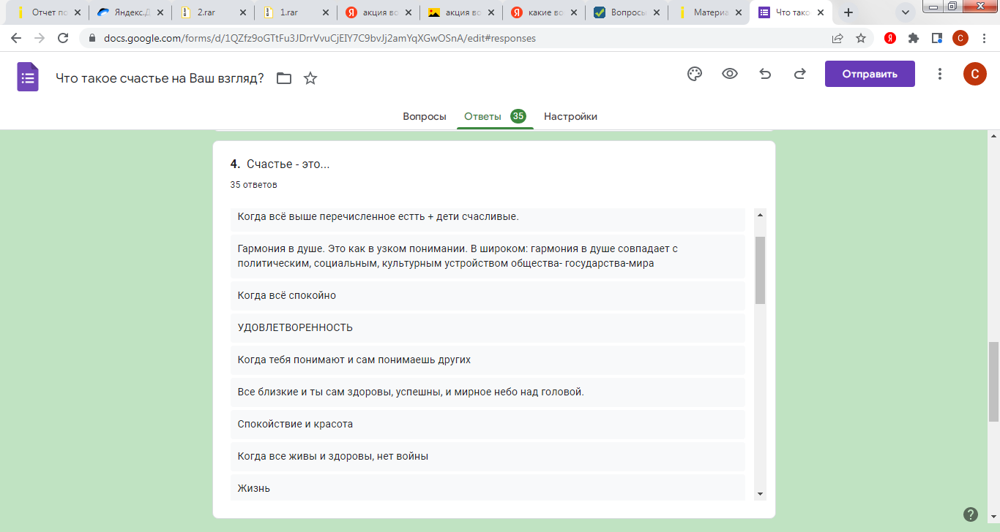 Отчет по
Яндекс.Д
2.rar
1.rar
акция во
акция во
какие во
Вопросы
Материа
Что тако
docs.google.com/forms/d/1QZfz9oGTtFu3JDrrVvuCjEIY7C9bvJj2amYqXGwOSnA/edit#responses
Что такое счастье на Ваш взгляд?
Отправить
С
Вопросы
Ответы 35
Настройки
4. Счастье - это...
35 ответов
Когда всё выше перечисленное естть + дети счасливые.
Гармония в душе. Это как в узком понимании. В широком: гармония в душе совпадает с
политическим, социальным, культурным устройством общества- государства-мира
Когда всё спокойно
УДОВЛЕТВОРЕННОСТЬ
Когда тебя понимают и сам понимаешь других
Все близкие и ты сам здоровы, успешны, и мирное небо над головой.
Спокойствие и красота
Когда все живы и здоровы, нет войны
Жизнь